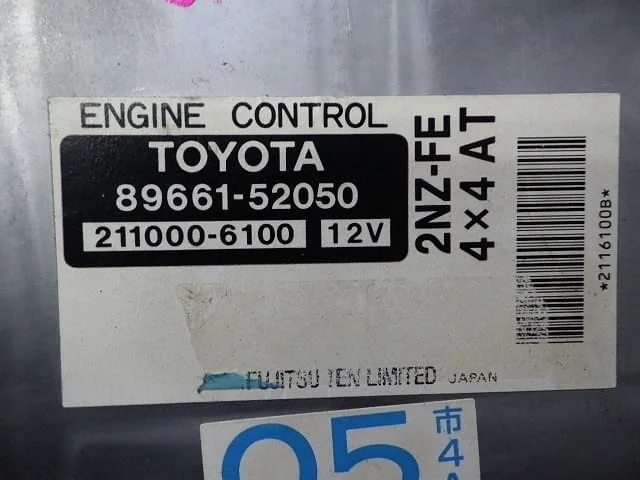 ENGINE CONTROL
TOYOTA
89661-52050
211000-6100 12V
2NZ-FE
4×4 AT
*2116100B*
FUJITSU TEN LIMITED JAPAN
05
市4A